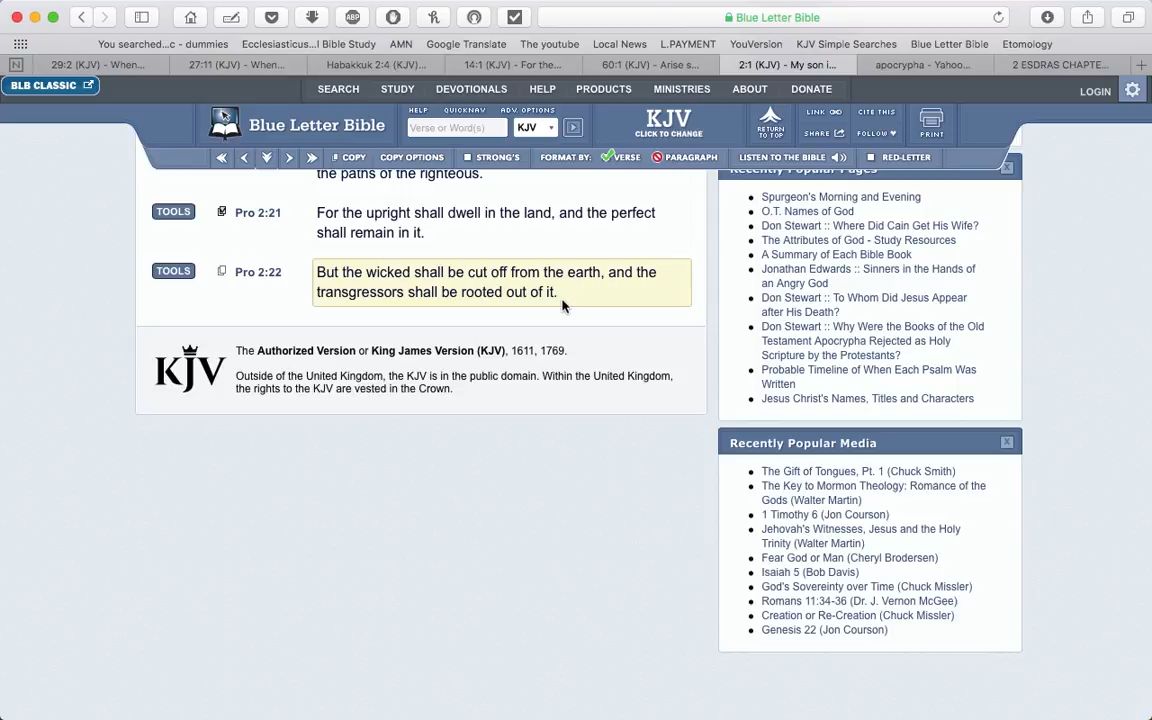 Blue Letter Bible
You searched...c - dummies Ecclesiasticus...l Bible Study AMN Google Translate The youtube Local News L.PAYMENT YouVersion KJV Simple Searches Blue Letter Bible Etomology
29:2 (KJV) - When... 27:11 (KJV) - When... Habakkuk 2:4 (KJV)... 14:1 (KJV) - For the... 60:1 (KJV) - Arise s... 2:1 (KJV) - My son i... apocrypha - Yahoo... 2 ESDRAS CHAPTE...
BLB CLASSIC
SEARCH STUDY DEVOTIONALS HELP PRODUCTS MINISTRIES ABOUT DONATE LOGIN
HELP QUICKNAV ADV. OPTIONS
Blue Letter Bible
Verse or Word(s) KJV
KJV
CLICK TO CHANGE
RETURN
TO TOP
LINK CITE THIS
SHARE FOLLOW
PRINT
COPY COPY OPTIONS STRONG'S FORMAT BY: VERSE PARAGRAPH LISTEN TO THE BIBLE RED-LETTER
the paths of the righteous.
TOOLS Pro 2:21 For the upright shall dwell in the land, and the perfect
shall remain in it.
TOOLS Pro 2:22 But the wicked shall be cut off from the earth, and the
transgressors shall be rooted out of it.
KJV
The Authorized Version or King James Version (KJV), 1611, 1769.
Outside of the United Kingdom, the KJV is in the public domain. Within the United Kingdom,
the rights to the KJV are vested in the Crown.
Recently Popular Pages
Spurgeon's Morning and Evening
O.T. Names of God
Don Stewart :: Where Did Cain Get His Wife?
The Attributes of God - Study Resources
A Summary of Each Bible Book
Jonathan Edwards :: Sinners in the Hands of
an Angry God
Don Stewart :: To Whom Did Jesus Appear
after His Death?
Don Stewart :: Why Were the Books of the Old
Testament Apocrypha Rejected as Holy
Scripture by the Protestants?
Probable Timeline of When Each Psalm Was
Written
Jesus Christ's Names, Titles and Characters
Recently Popular Media
The Gift of Tongues, Pt. 1 (Chuck Smith)
The Key to Mormon Theology: Romance of the
Gods (Walter Martin)
1 Timothy 6 (Jon Courson)
Jehovah's Witnesses, Jesus and the Holy
Trinity (Walter Martin)
Fear God or Man (Cheryl Brodersen)
Isaiah 5 (Bob Davis)
God's Sovereinty over Time (Chuck Missler)
Romans 11:34-36 (Dr. J. Vernon McGee)
Creation or Re-Creation (Chuck Missler)
Genesis 22 (Jon Courson)